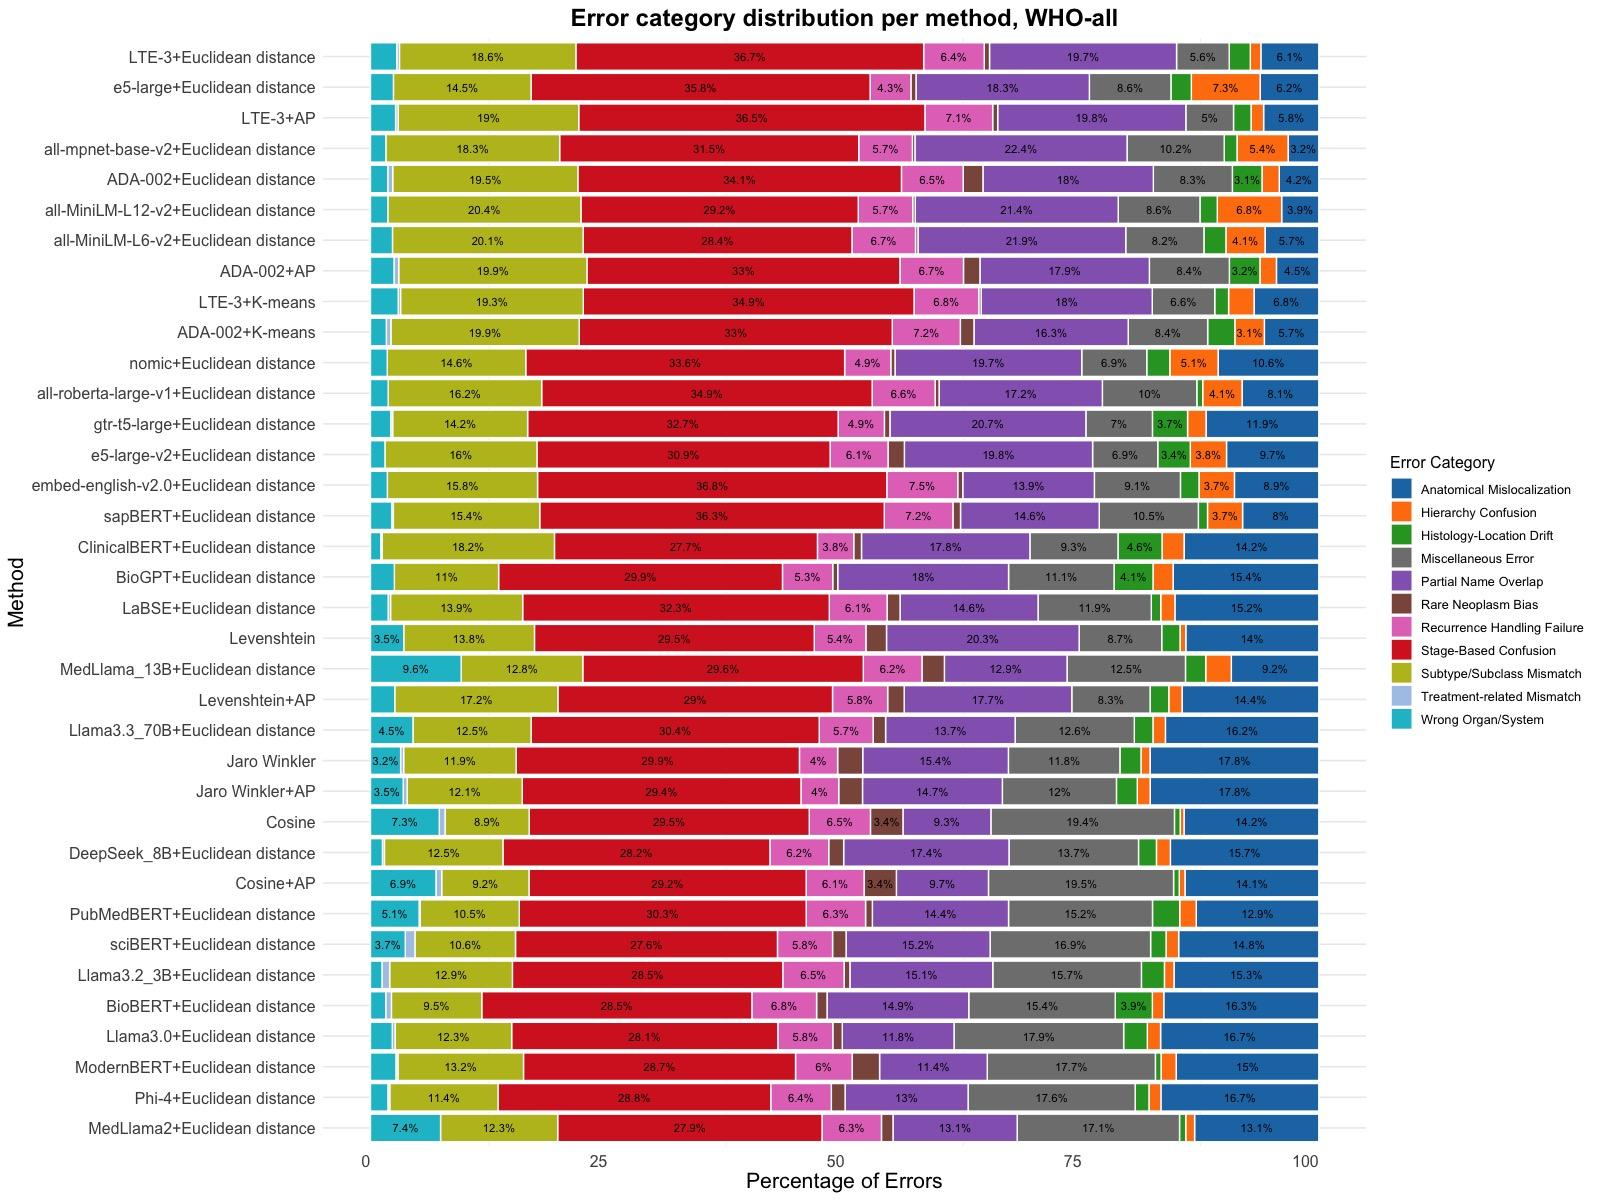 Error category distribution per method, WHO-all
LTE-3+Euclidean distance 18.6% 36.7% 6.4% 19.7% 5.6% 6.1%
e5-large+Euclidean distance 14.5% 35.8% 4.3% 18.3% 8.6% 7.3% 6.2%
LTE-3+AP 19% 36.5% 7.1% 19.8% 5% 5.8%
all-mpnet-base-v2+Euclidean distance 18.3% 31.5% 5.7% 22.4% 10.2% 5.4% 3.2%
ADA-002+Euclidean distance 19.5% 34.1% 6.5% 18% 8.3% 3.1% 4.2%
all-MiniLM-L12-v2+Euclidean distance 20.4% 29.2% 5.7% 21.4% 8.6% 6.8% 3.9%
all-MiniLM-L6-v2+Euclidean distance 20.1% 28.4% 6.7% 21.9% 8.2% 4.1% 5.7%
ADA-002+AP 19.9% 33% 6.7% 17.9% 8.4% 3.2% 4.5%
LTE-3+K-means 19.3% 34.9% 6.8% 18% 6.6% 6.8%
ADA-002+K-means 19.9% 33% 7.2% 16.3% 8.4% 3.1% 5.7%
nomic+Euclidean distance 14.6% 33.6% 4.9% 19.7% 6.9% 5.1% 10.6%
all-roberta-large-v1+Euclidean distance 16.2% 34.9% 6.6% 17.2% 10% 4.1% 8.1%
gtr-t5-large+Euclidean distance 14.2% 32.7% 4.9% 20.7% 7% 3.7% 11.9%
e5-large-v2+Euclidean distance 16% 30.9% 6.1% 19.8% 6.9% 3.4% 3.8% 9.7%
embed-english-v2.0+Euclidean distance 15.8% 36.8% 7.5% 13.9% 9.1% 3.7% 8.9%
sapBERT+Euclidean distance 15.4% 36.3% 7.2% 14.6% 10.5% 3.7% 8%
ClinicalBERT+Euclidean distance 18.2% 27.7% 3.8% 17.8% 9.3% 4.6% 14.2%
BioGPT+Euclidean distance 11% 29.9% 5.3% 18% 11.1% 4.1% 15.4%
LaBSE+Euclidean distance 13.9% 32.3% 6.1% 14.6% 11.9% 15.2%
Levenshtein 3.5% 13.8% 29.5% 5.4% 20.3% 8.7% 14%
MedLlama_13B+Euclidean distance 9.6% 12.8% 29.6% 6.2% 12.9% 12.5% 9.2%
Levenshtein+AP 17.2% 29% 5.8% 17.7% 8.3% 14.4%
Llama3.3_70B+Euclidean distance 4.5% 12.5% 30.4% 5.7% 13.7% 12.6% 16.2%
Jaro Winkler 3.2% 11.9% 29.9% 4% 15.4% 11.8% 17.8%
Jaro Winkler+AP 3.5% 12.1% 29.4% 4% 14.7% 12% 17.8%
Cosine 7.3% 8.9% 29.5% 6.5% 3.4% 9.3% 19.4% 14.2%
DeepSeek_8B+Euclidean distance 12.5% 28.2% 6.2% 17.4% 13.7% 15.7%
Cosine+AP 6.9% 9.2% 29.2% 6.1% 3.4% 9.7% 19.5% 14.1%
PubMedBERT+Euclidean distance 5.1% 10.5% 30.3% 6.3% 14.4% 15.2% 12.9%
sciBERT+Euclidean distance 3.7% 10.6% 27.6% 5.8% 15.2% 16.9% 14.8%
Llama3.2_3B+Euclidean distance 12.9% 28.5% 6.5% 15.1% 15.7% 15.3%
BioBERT+Euclidean distance 9.5% 28.5% 6.8% 14.9% 15.4% 3.9% 16.3%
Llama3.0+Euclidean distance 12.3% 28.1% 5.8% 11.8% 17.9% 16.7%
ModernBERT+Euclidean distance 13.2% 28.7% 6% 11.4% 17.7% 15%
Phi-4+Euclidean distance 11.4% 28.8% 6.4% 13% 17.6% 16.7%
MedLlama2+Euclidean distance 7.4% 12.3% 27.9% 6.3% 13.1% 17.1% 13.1%
0 25 50 75 100
Percentage of Errors
Method
Error Category
Anatomical Mislocalization
Hierarchy Confusion
Histology-Location Drift
Miscellaneous Error
Partial Name Overlap
Rare Neoplasm Bias
Recurrence Handling Failure
Stage-Based Confusion
Subtype/Subclass Mismatch
Treatment-related Mismatch
Wrong Organ/System